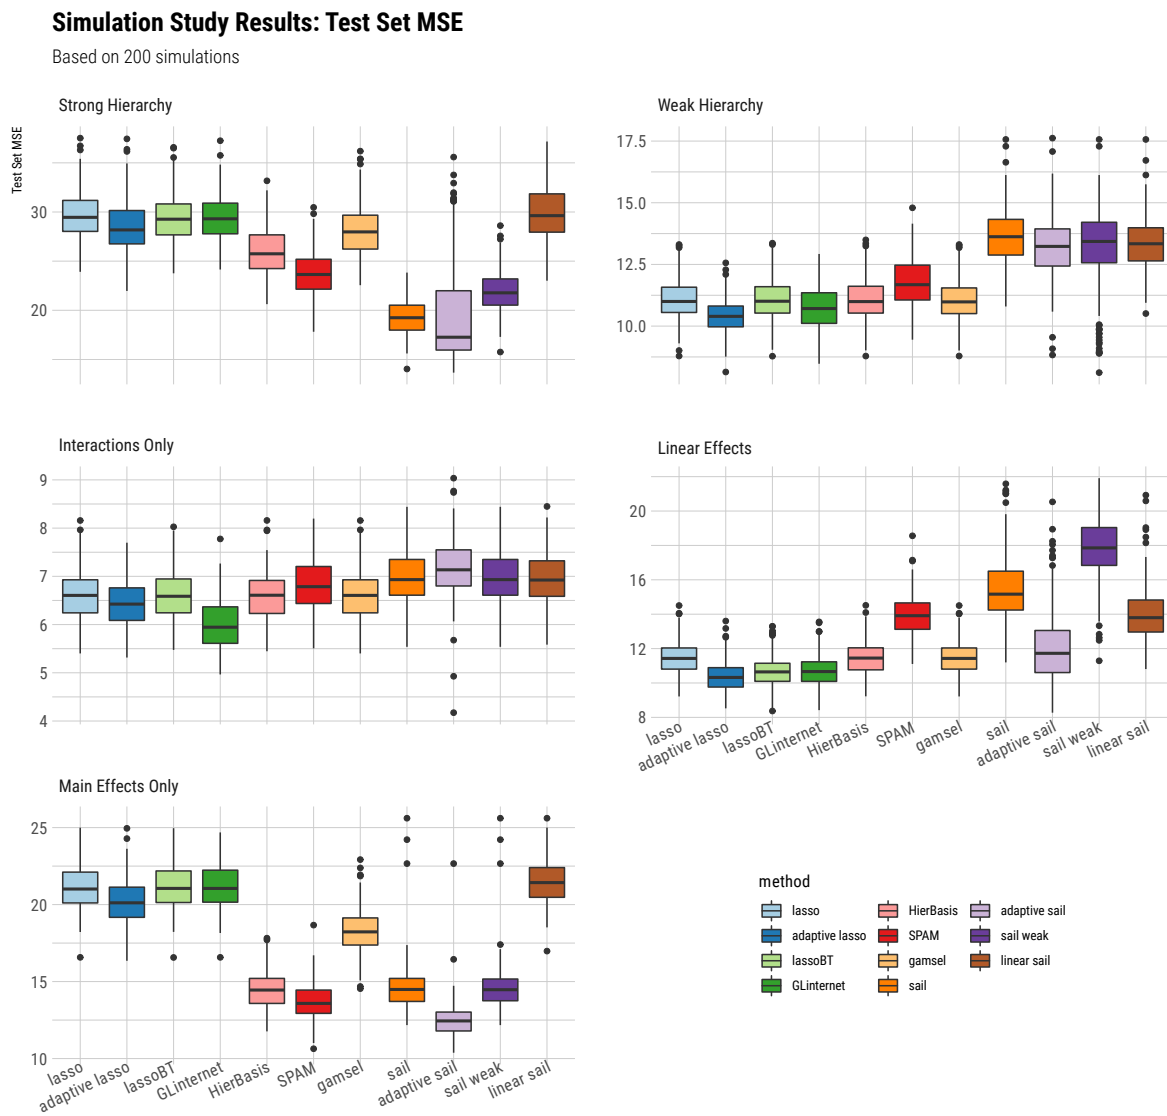 Simulation Study Results: Test Set MSE
Based on 200 simulations
Strong Hierarchy
Test Set MSE
30
20
Weak Hierarchy
17.5
15.0
12.5
10.0
Interactions Only
9
8
7
6
5
4
Linear Effects
20
16
12
8
lasso
adaptive lasso
lassoBT
GLinternet
HierBasis
SPAM
gamsel
sail
adaptive sail
sail weak
linear sail
Main Effects Only
25
20
15
10
lasso
adaptive lasso
lassoBT
GLinternet
HierBasis
SPAM
gamsel
sail
adaptive sail
sail weak
linear sail
method
lasso
adaptive lasso
lassoBT
GLinternet
HierBasis
SPAM
gamsel
sail
adaptive sail
sail weak
linear sail